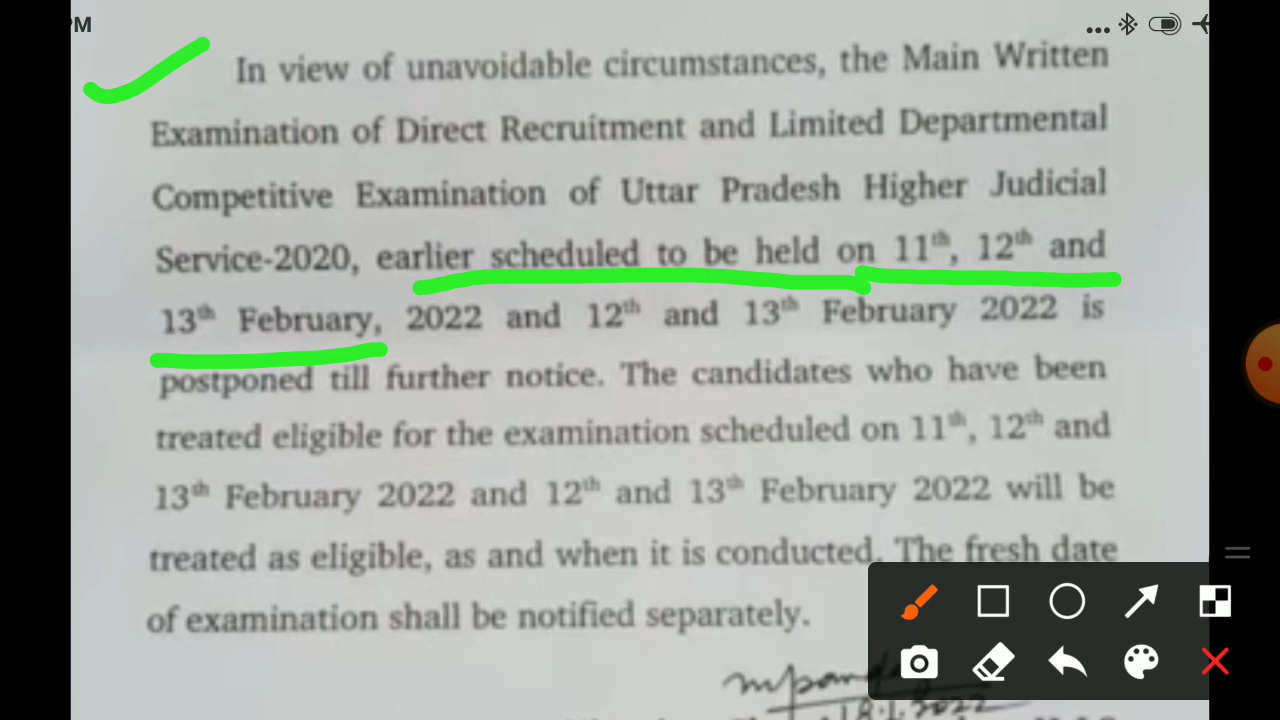 PM
In view of unavoidable circumstances, the Main Written
Examination of Direct Recruitment and Limited Departmental
Competitive Examination of Uttar Pradesh Higher Judicial
Service-2020, earlier scheduled to be held on 11th, 12th and
13th February, 2022 and 12th and 13th February 2022 is
postponed till further notice. The candidates who have been
treated eligible for the examination scheduled on 11th, 12th and
13th February 2022 and 12th and 13th February 2022 will be
treated as eligible, as and when it is conducted. The fresh date
of examination shall be notified separately.
18.1.2022